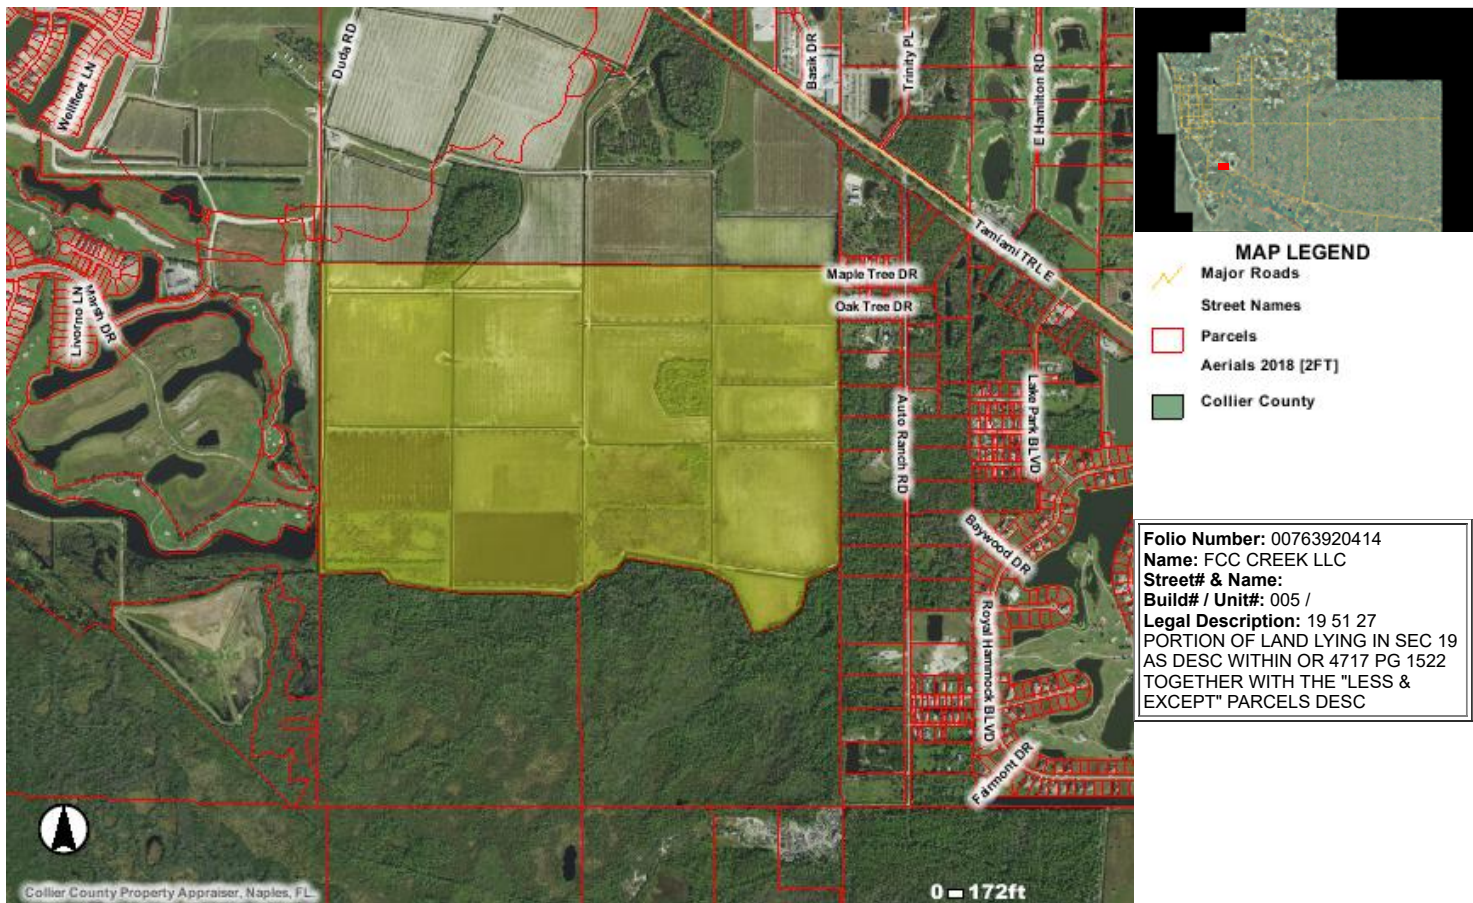 Duda RD
Basik DR
Trinity PL
E Hamilton RD
Wellfleet LN
Tamiami TRL E
Maple Tree DR
Oak Tree DR
Livorno LN
Marsh DR
Auto Ranch RD
Lake Park BLVD
Baywood DR
Royal Hammock BLVD
Fairmont DR
Collier County Property Appraiser, Naples, FL.
0 172ft
MAP LEGEND
Major Roads
Street Names
Parcels
Aerials 2018 [2FT]
Collier County
Folio Number: 00763920414
Name: FCC CREEK LLC
Street# & Name:
Build# / Unit#: 005 /
Legal Description: 19 51 27
PORTION OF LAND LYING IN SEC 19
AS DESC WITHIN OR 4717 PG 1522
TOGETHER WITH THE "LESS &
EXCEPT" PARCELS DESC